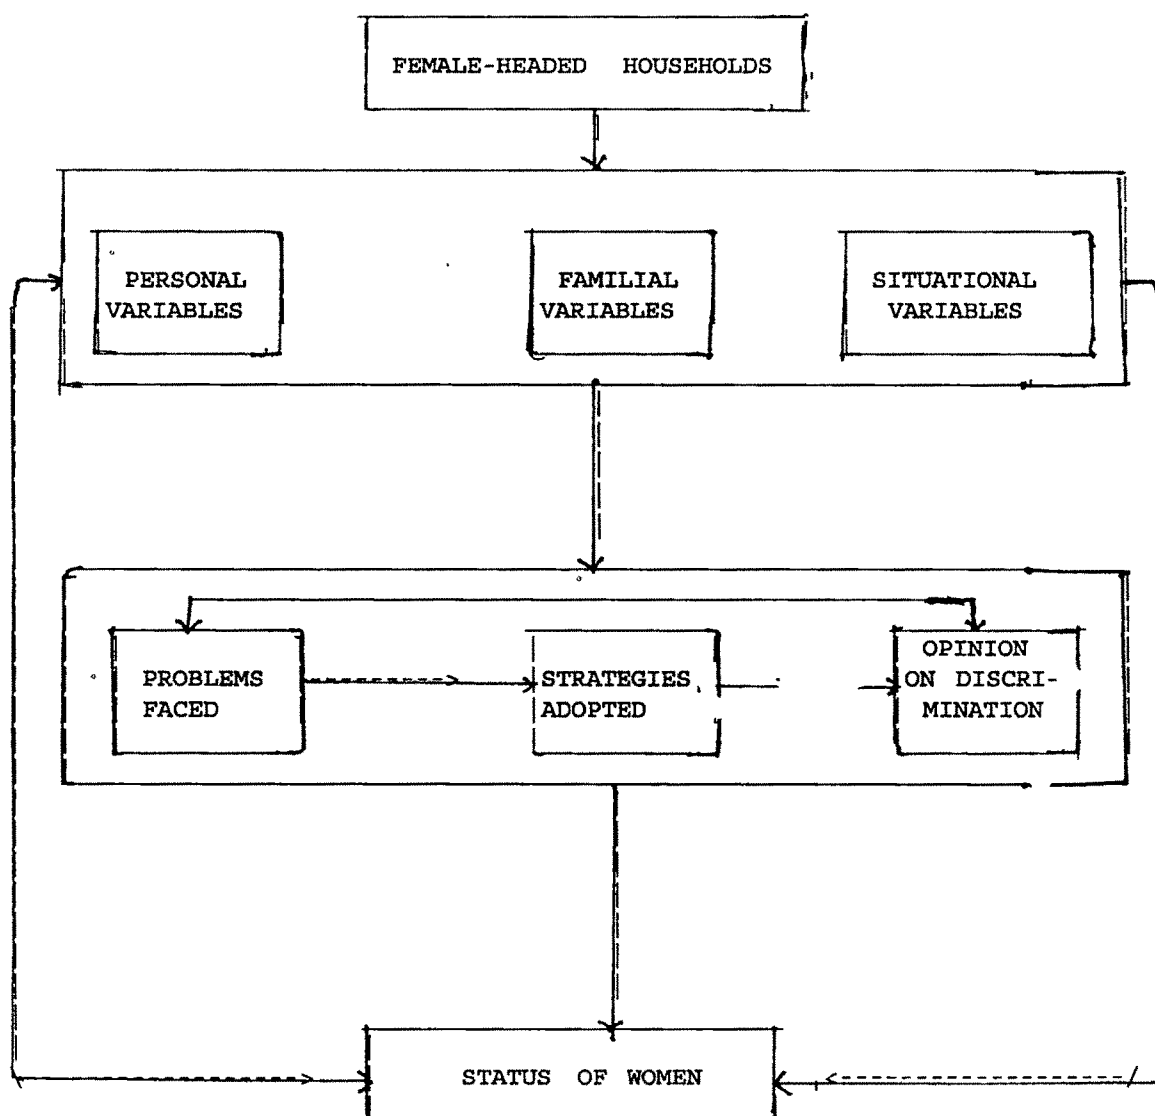 FEMALE-HEADED HOUSEHOLDS
PERSONAL
VARIABLES
FAMILIAL
VARIABLES
SITUATIONAL
VARIABLES
PROBLEMS
FACED
STRATEGIES
ADOPTED
OPINION
ON DISCRI-
MINATION
STATUS OF WOMEN